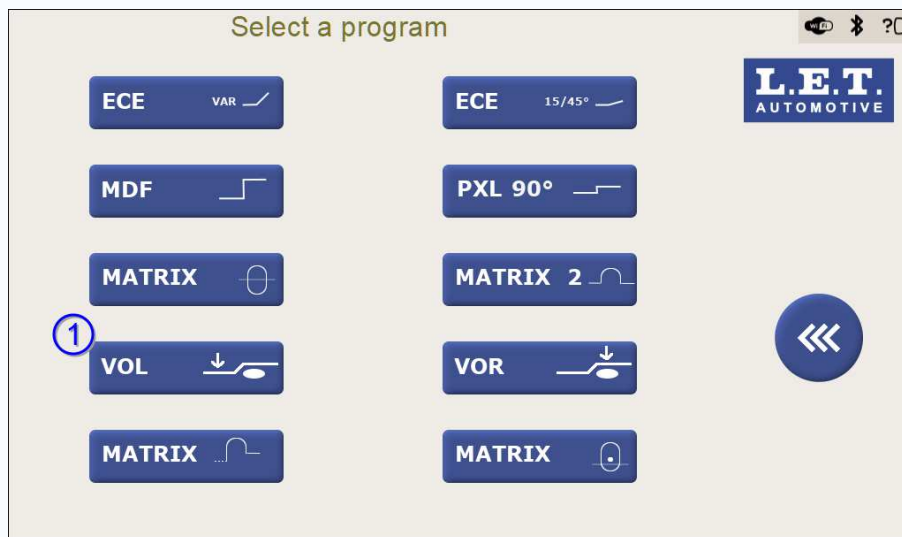 Select a program
WiFi ?
L.E.T.
AUTOMOTIVE
ECE VAR
ECE 15/45°
MDF
PXL 90°
MATRIX
MATRIX 2
1
VOL
VOR
MATRIX
MATRIX